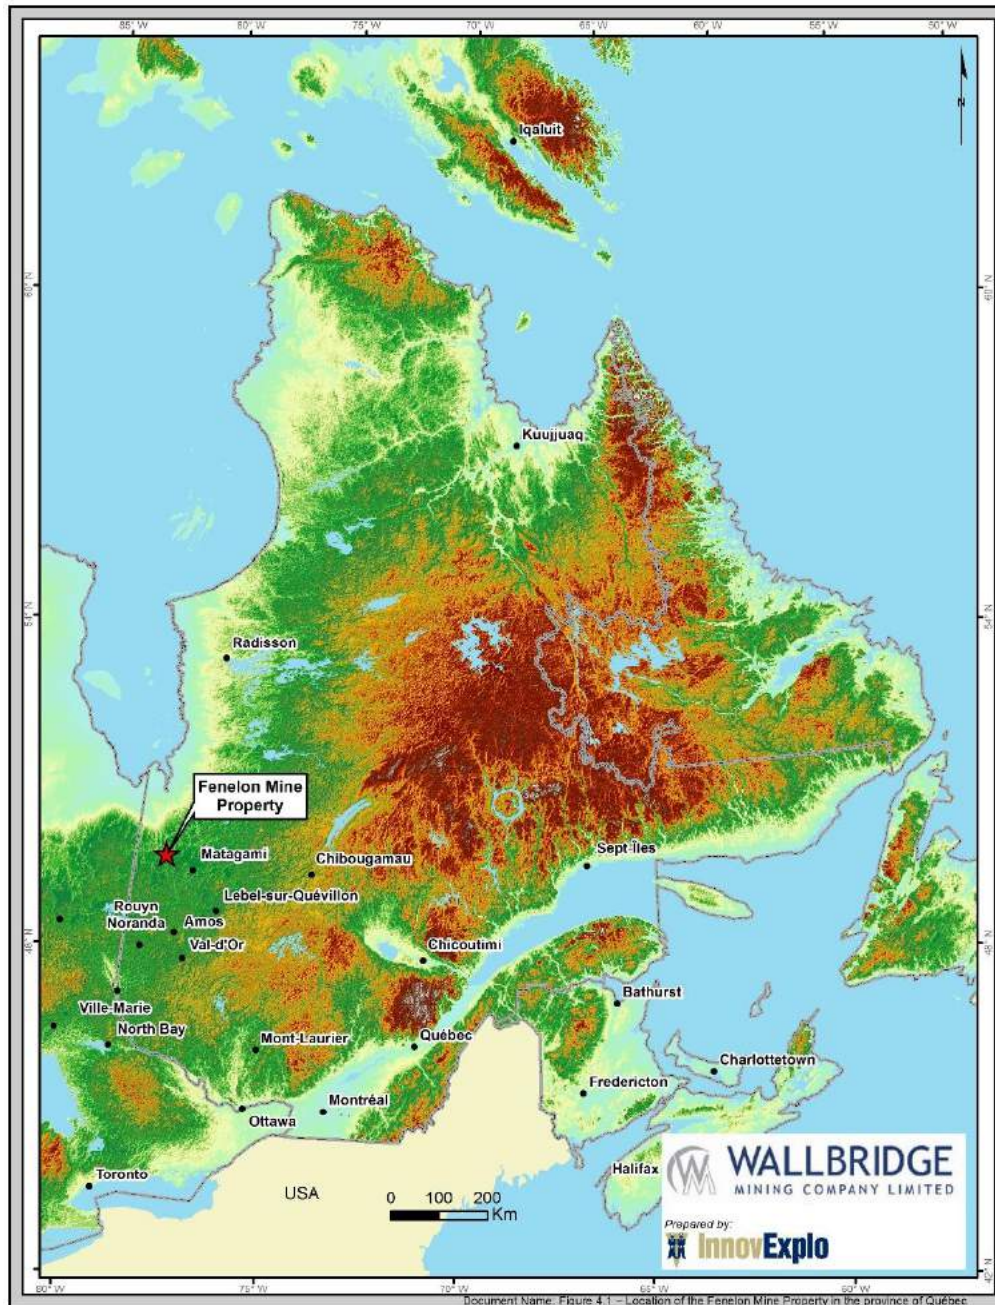 85° W 80° W 75° W 70° W 65° W 60° W 55° W 50° W
N
Iqaluit
60° N 60° N
Kuujjuaq
54° N 54° N
Radisson
Fenelon Mine
Property
Matagami
Chibougamau
Sept-Îles
Lebel-sur-Quévillon
Rouyn
Noranda
Amos
Val-d'Or
48° N 48° N
Chicoutimi
Ville-Marie
North Bay
Bathurst
Mont-Laurier
Québec
Charlottetown
Fredericton
Ottawa
Montréal
Halifax
Toronto
USA
0 100 200
Km
WALLBRIDGE
MINING COMPANY LIMITED
Prepared by:
InnovExplo
42° N
80° W 75° W 70° W 65° W 60° W
Document Name: Figure 4.1 – Location of the Fenelon Mine Property in the province of Québec